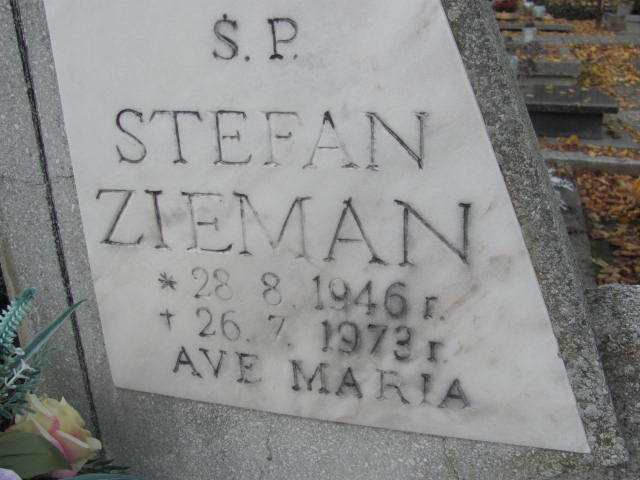 Ś.P.
STEFAN
ZIEMAN
* 28 8. 1946 r.
† 26. 7. 1973 r.
AVE MARIA